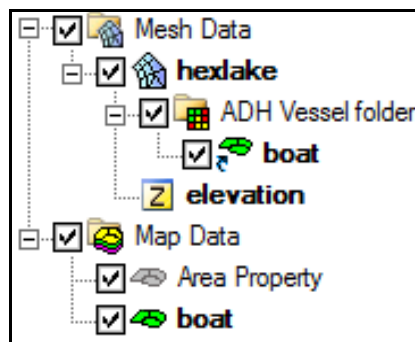 Mesh Data
hexlake
ADH Vessel folder
boat
Z elevation
Map Data
Area Property
boat